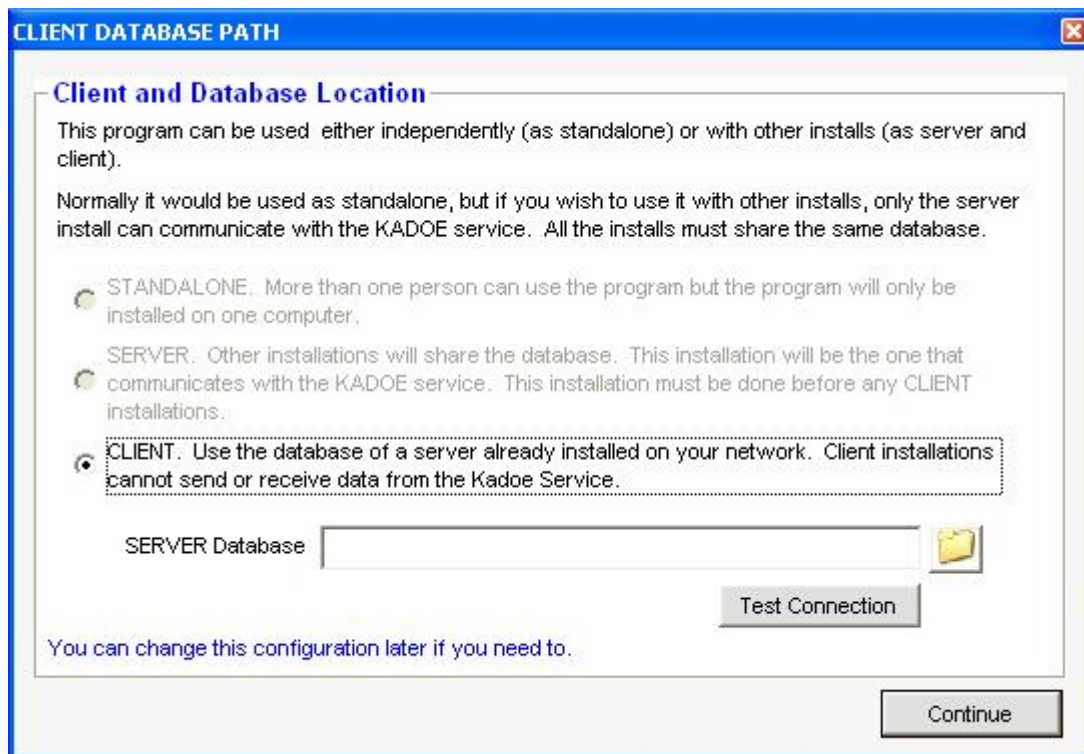 CLIENT DATABASE PATH
Client and Database Location
This program can be used either independently (as standalone) or with other installs (as server and
client).
Normally it would be used as standalone, but if you wish to use it with other installs, only the server
install can communicate with the KADOE service. All the installs must share the same database.
STANDALONE. More than one person can use the program but the program will only be
installed on one computer.
SERVER. Other installations will share the database. This installation will be the one that
communicates with the KADOE service. This installation must be done before any CLIENT
installations.
CLIENT. Use the database of a server already installed on your network. Client installations
cannot send or receive data from the Kadoe Service.
SERVER Database
Test Connection
You can change this configuration later if you need to.
Continue